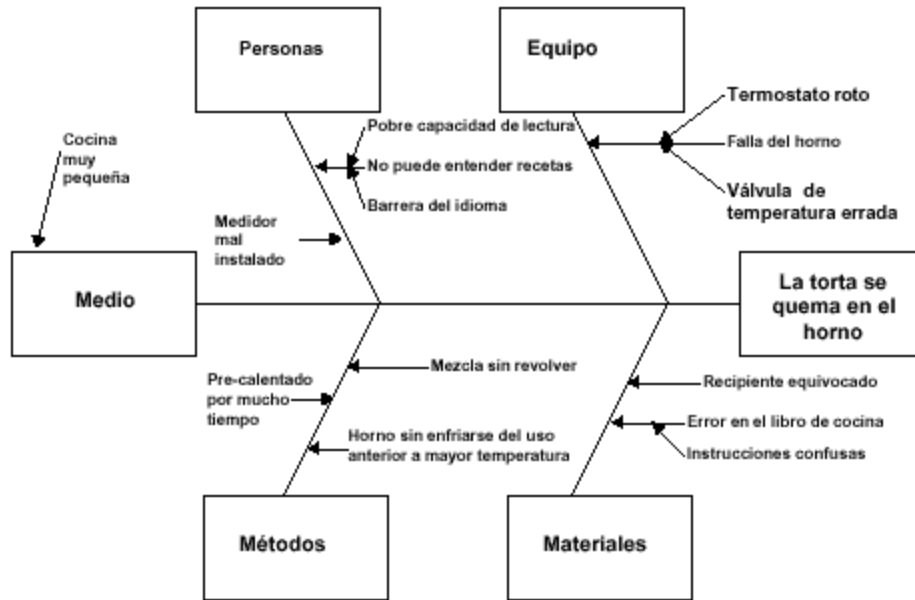 Personas
Equipo
Termostato roto
Pobre capacidad de lectura
Cocina
muy
pequeña
Falla del horno
No puede entender recetas
Válvula de
temperatura errada
Barrera del idioma
Medidor
mal
instalado
Medio
La torta se
quema en el
horno
Mezcla sin revolver
Pre-calentado
por mucho
tiempo
Recipiente equivocado
Error en el libro de cocina
Horno sin enfriarse del uso
anterior a mayor temperatura
Instrucciones confusas
Métodos
Materiales